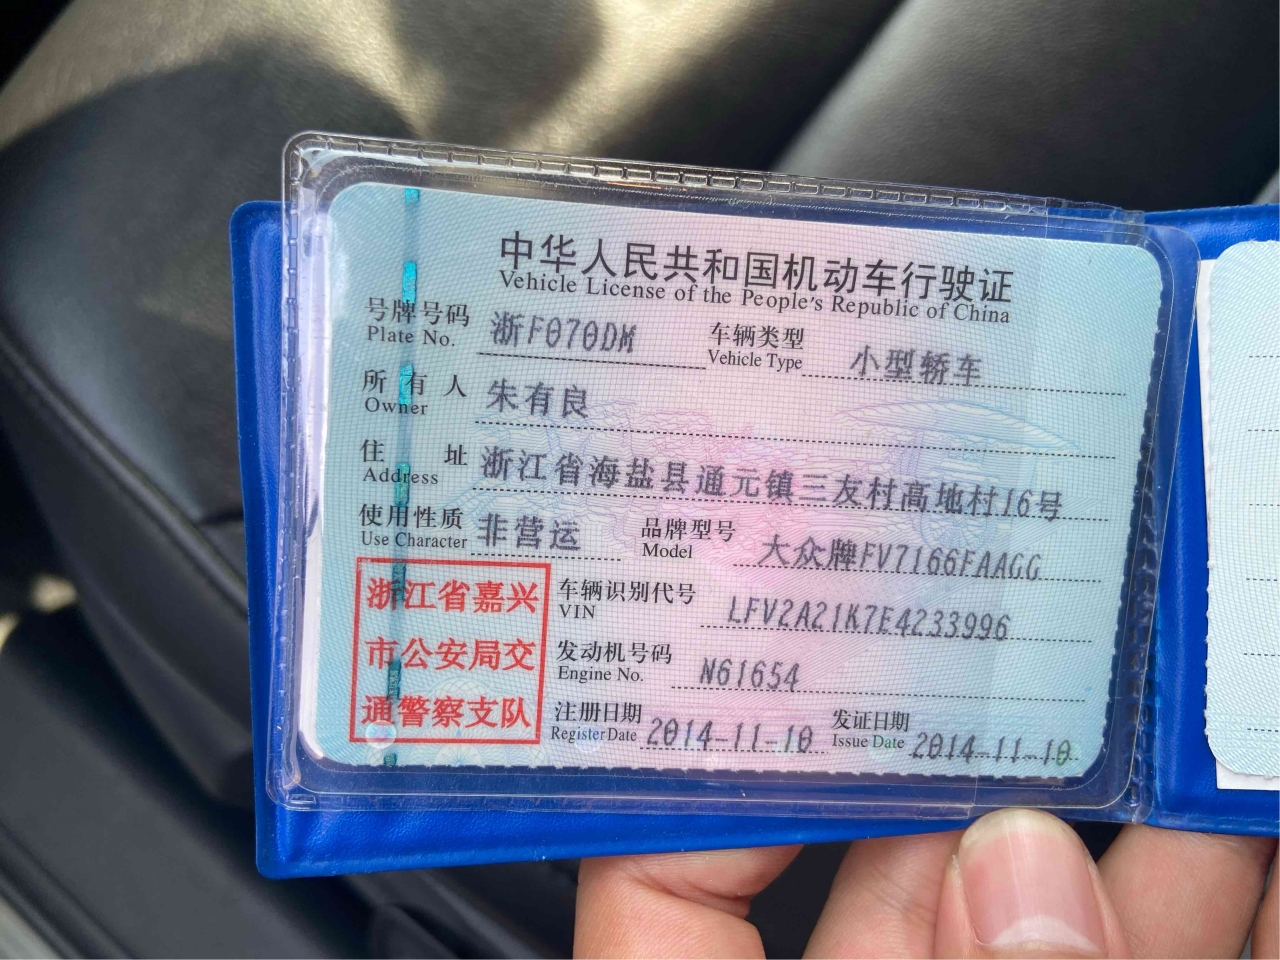 中华人民共和国机动车行驶证
Vehicle License of the People's Republic of China
号牌号码 浙F070DM 车辆类型 小型轿车
Plate No. Vehicle Type
所有人 朱有良
Owner
住址 浙江省海盐县通元镇三友村高地村16号
Address
使用性质 非营运 品牌型号 大众牌FV7166FAAGG
Use Character Model
浙江省嘉兴
市公安局交
通警察支队
车辆识别代号 LFV2A21K7E4233996
VIN
发动机号码 N61654
Engine No.
注册日期 2014-11-10 发证日期 2014-11-10
Register Date Issue Date